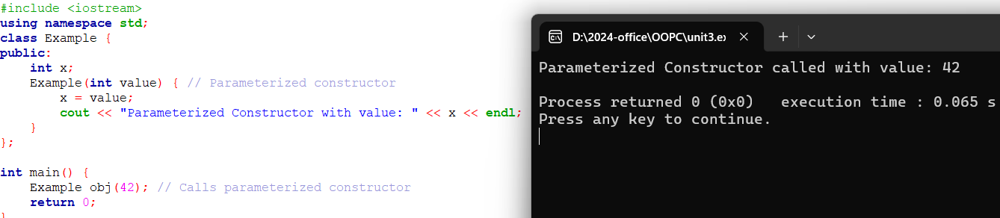 #include <iostream>
using namespace std;
class Example {
public:
    int x;
    Example(int value) { // Parameterized constructor
        x = value;
        cout << "Parameterized Constructor with value: " << x << endl;
    }
};

int main() {
    Example obj(42); // Calls parameterized constructor
    return 0;
}
D:\2024-office\OOPC\unit3.ex
Parameterized Constructor called with value: 42

Process returned 0 (0x0)   execution time : 0.065 s
Press any key to continue.